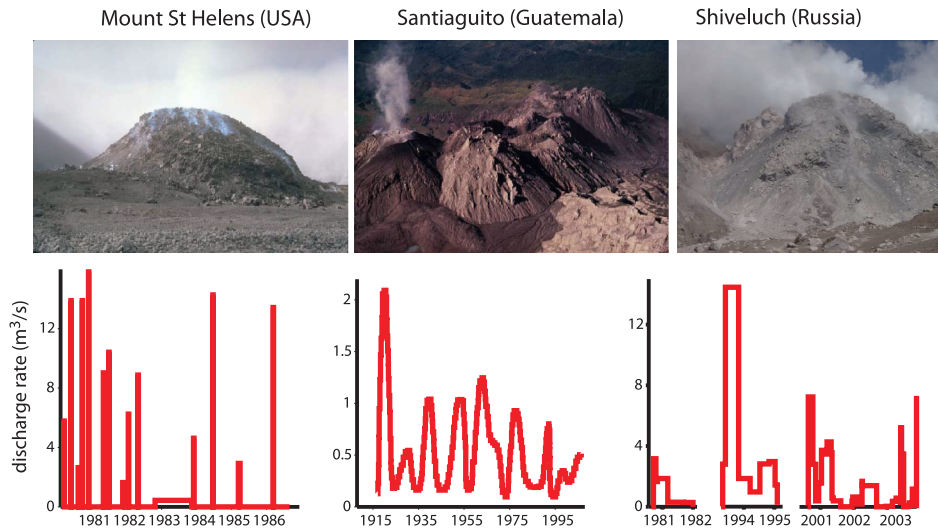 Mount St Helens (USA)
Santiaguito (Guatemala)
Shiveluch (Russia)
discharge rate (m³/s)
12
8
4
0
1981 1982 1983 1984 1985 1986
2
1.5
1
0.5
0
1915 1935 1955 1975 1995
12
8
4
0
1981 1982 1994 1995 2001 2002 2003